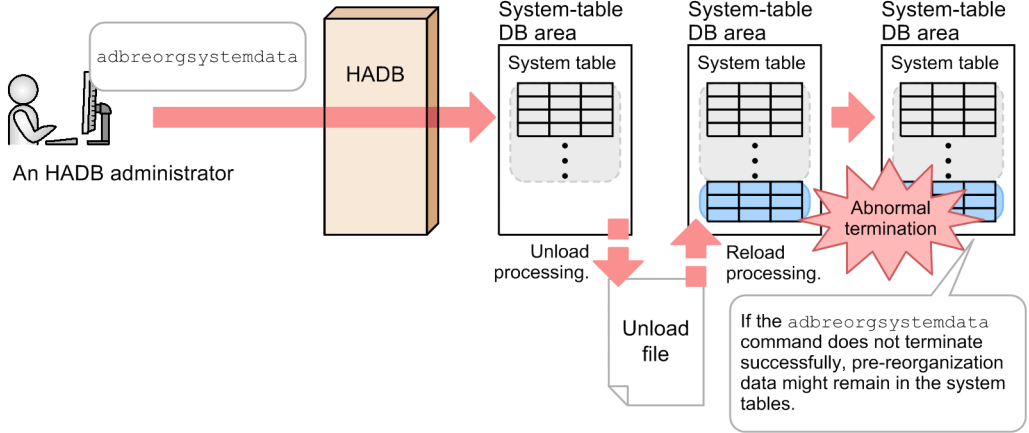 adbreorgsystemdata
An HADB administrator
HADB
System-table
DB area
System table
Unload
processing.
Unload
file
System-table
DB area
System table
Reload
processing.
System-table
DB area
System table
Abnormal
termination
If the adbreorgsystemdata
command does not terminate
successfully, pre-reorganization
data might remain in the system
tables.